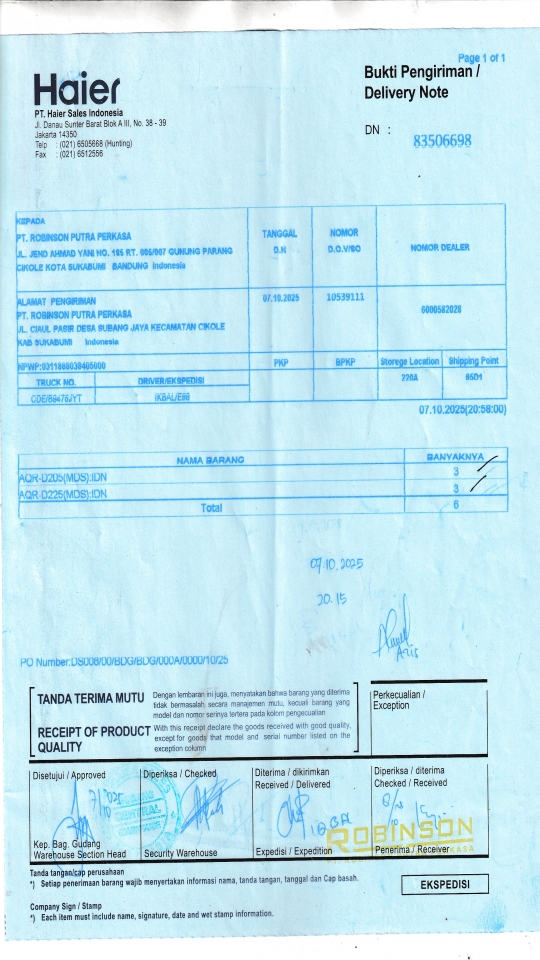 Page 1 of 1
Haier
PT. Haier Sales Indonesia
Jl. Danau Sunter Barat Blok A III, No. 38 - 39
Jakarta 14350
Telp : (021) 6505668 (Hunting)
Fax : (021) 6512556
Bukti Pengiriman /
Delivery Note
DN : 83506698
KEPADA
PT. ROBINSON PUTRA PERKASA
JL. JEND AHMAD YANI NO. 195 RT. 005/007 GUNUNG PARANG
CIKOLE KOTA SUKABUMI BANDUNG Indonesia
TANGGAL
D.N
NOMOR
D.O.V/SO
NOMOR DEALER
ALAMAT PENGIRIMAN
PT. ROBINSON PUTRA PERKASA
JL. CIAUL PASIR DESA SUBANG JAYA KECAMATAN CIKOLE
KAB SUKABUMI Indonesia
07.10.2025
10539111
6000582028
NPWP:0311888038405000
PKP
BPKP
Storege Location
Shipping Point
TRUCK NO.
DRIVER/EKSPEDISI
220A
85D1
IKBAL/E88
07.10.2025(20:58:00)
NAMA BARANG
BANYAKNYA
AQR-D205(MDS):IDN 3
AQR-D225(MDS):IDN 3
Total 6
07.10.2025
20.15
Azis
PO Number:DS008/00/BDG/BDG/000A/0000/10/25
TANDA TERIMA MUTU
Dengan lembaran ini juga, menyatakan bahwa barang yang diterima
tidak bermasalah secara manajemen mutu, kecuali barang yang
model dan nomor serinya tertera pada kolom pengecualian
RECEIPT OF PRODUCT
QUALITY
With this receipt declare the goods received with good quality,
except for goods that model and serial number listed on the
exception column
Perkecualian /
Exception
Disetujui / Approved
Diperiksa / Checked
Diterima / dikirimkan
Received / Delivered
Diperiksa / diterima
Checked / Received
7/10 2025
IQBAL
ROBINSON
Kep. Bag. Gudang
Warehouse Section Head
Security Warehouse
Expedisi / Expedition
Penerima / Receiver
Tanda tangan/cap perusahaan
*) Setiap penerimaan barang wajib menyertakan informasi nama, tanda tangan, tanggal dan Cap basah.
EKSPEDISI
Company Sign / Stamp
*) Each item must include name, signature, date and wet stamp information.